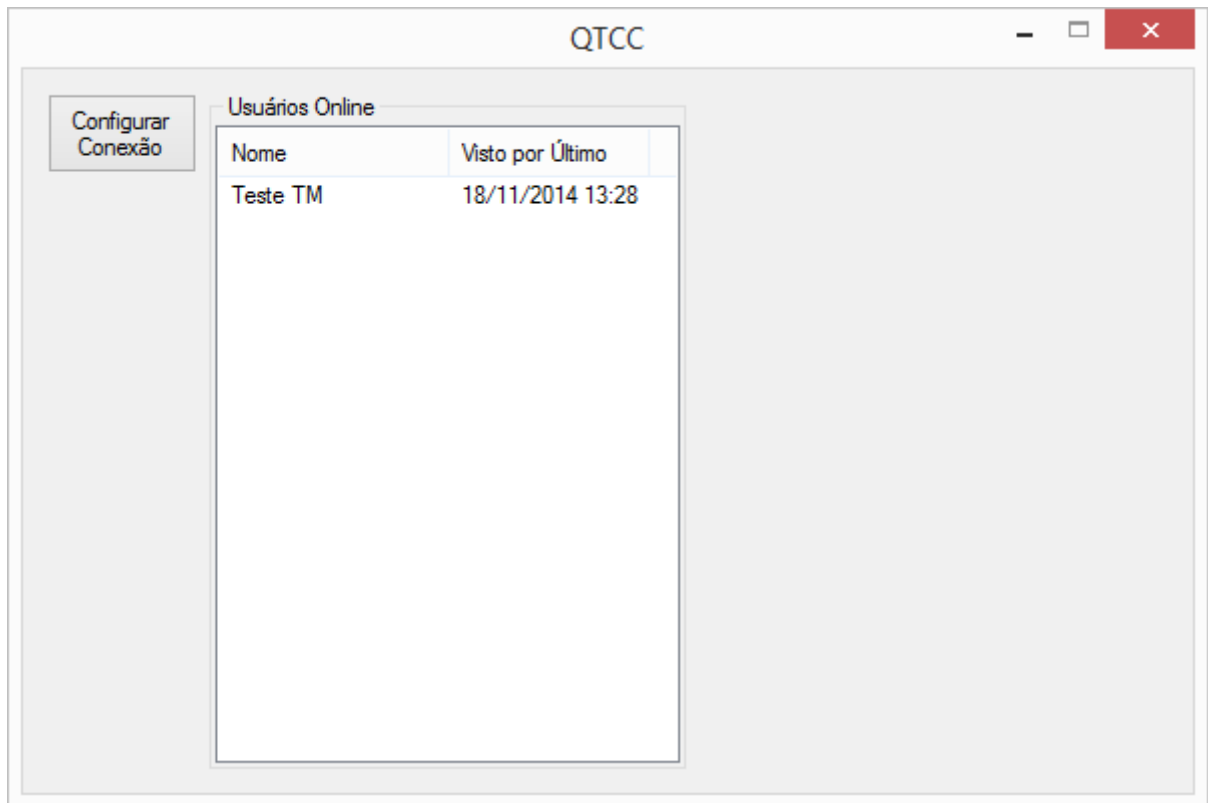 QTCC
Configurar
Conexão
Usuários Online
Nome Visto por Último
Teste TM 18/11/2014 13:28